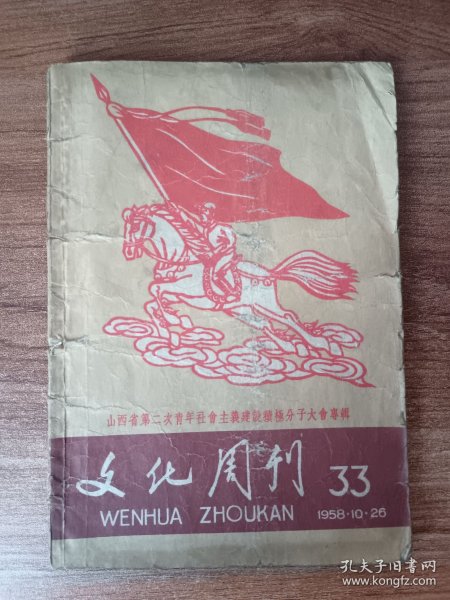 山西省第二次青年社會主義建設積極分子大會專輯
文化周刊 33
WENHUA ZHOUKAN 1958·10·26
孔夫子旧书网
www.kongfz.com